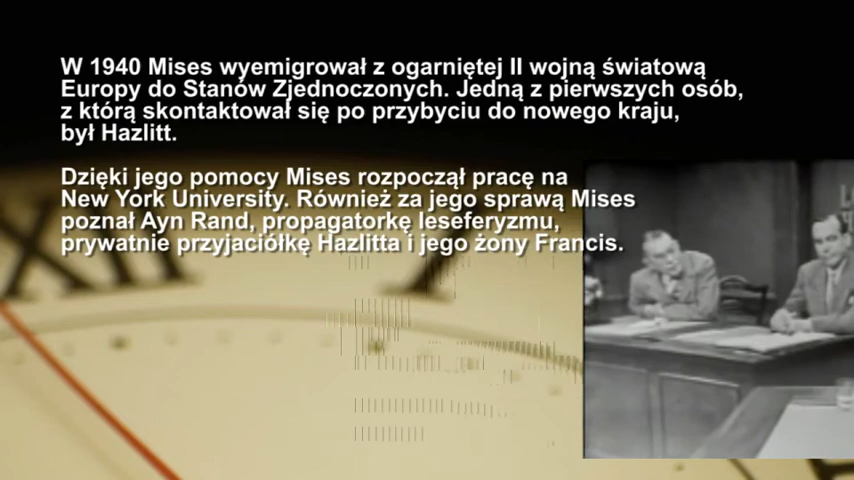 W 1940 Mises wyemigrował z ogarniętej II wojną światową
Europy do Stanów Zjednoczonych. Jedną z pierwszych osób,
z którą skontaktował się po przybyciu do nowego kraju,
był Hazlitt.
Dzięki jego pomocy Mises rozpoczął pracę na
New York University. Również za jego sprawą Mises
poznał Ayn Rand, propagatorkę leseferyzmu,
prywatnie przyjaciółkę Hazlitta i jego żony Francis.
XII
I